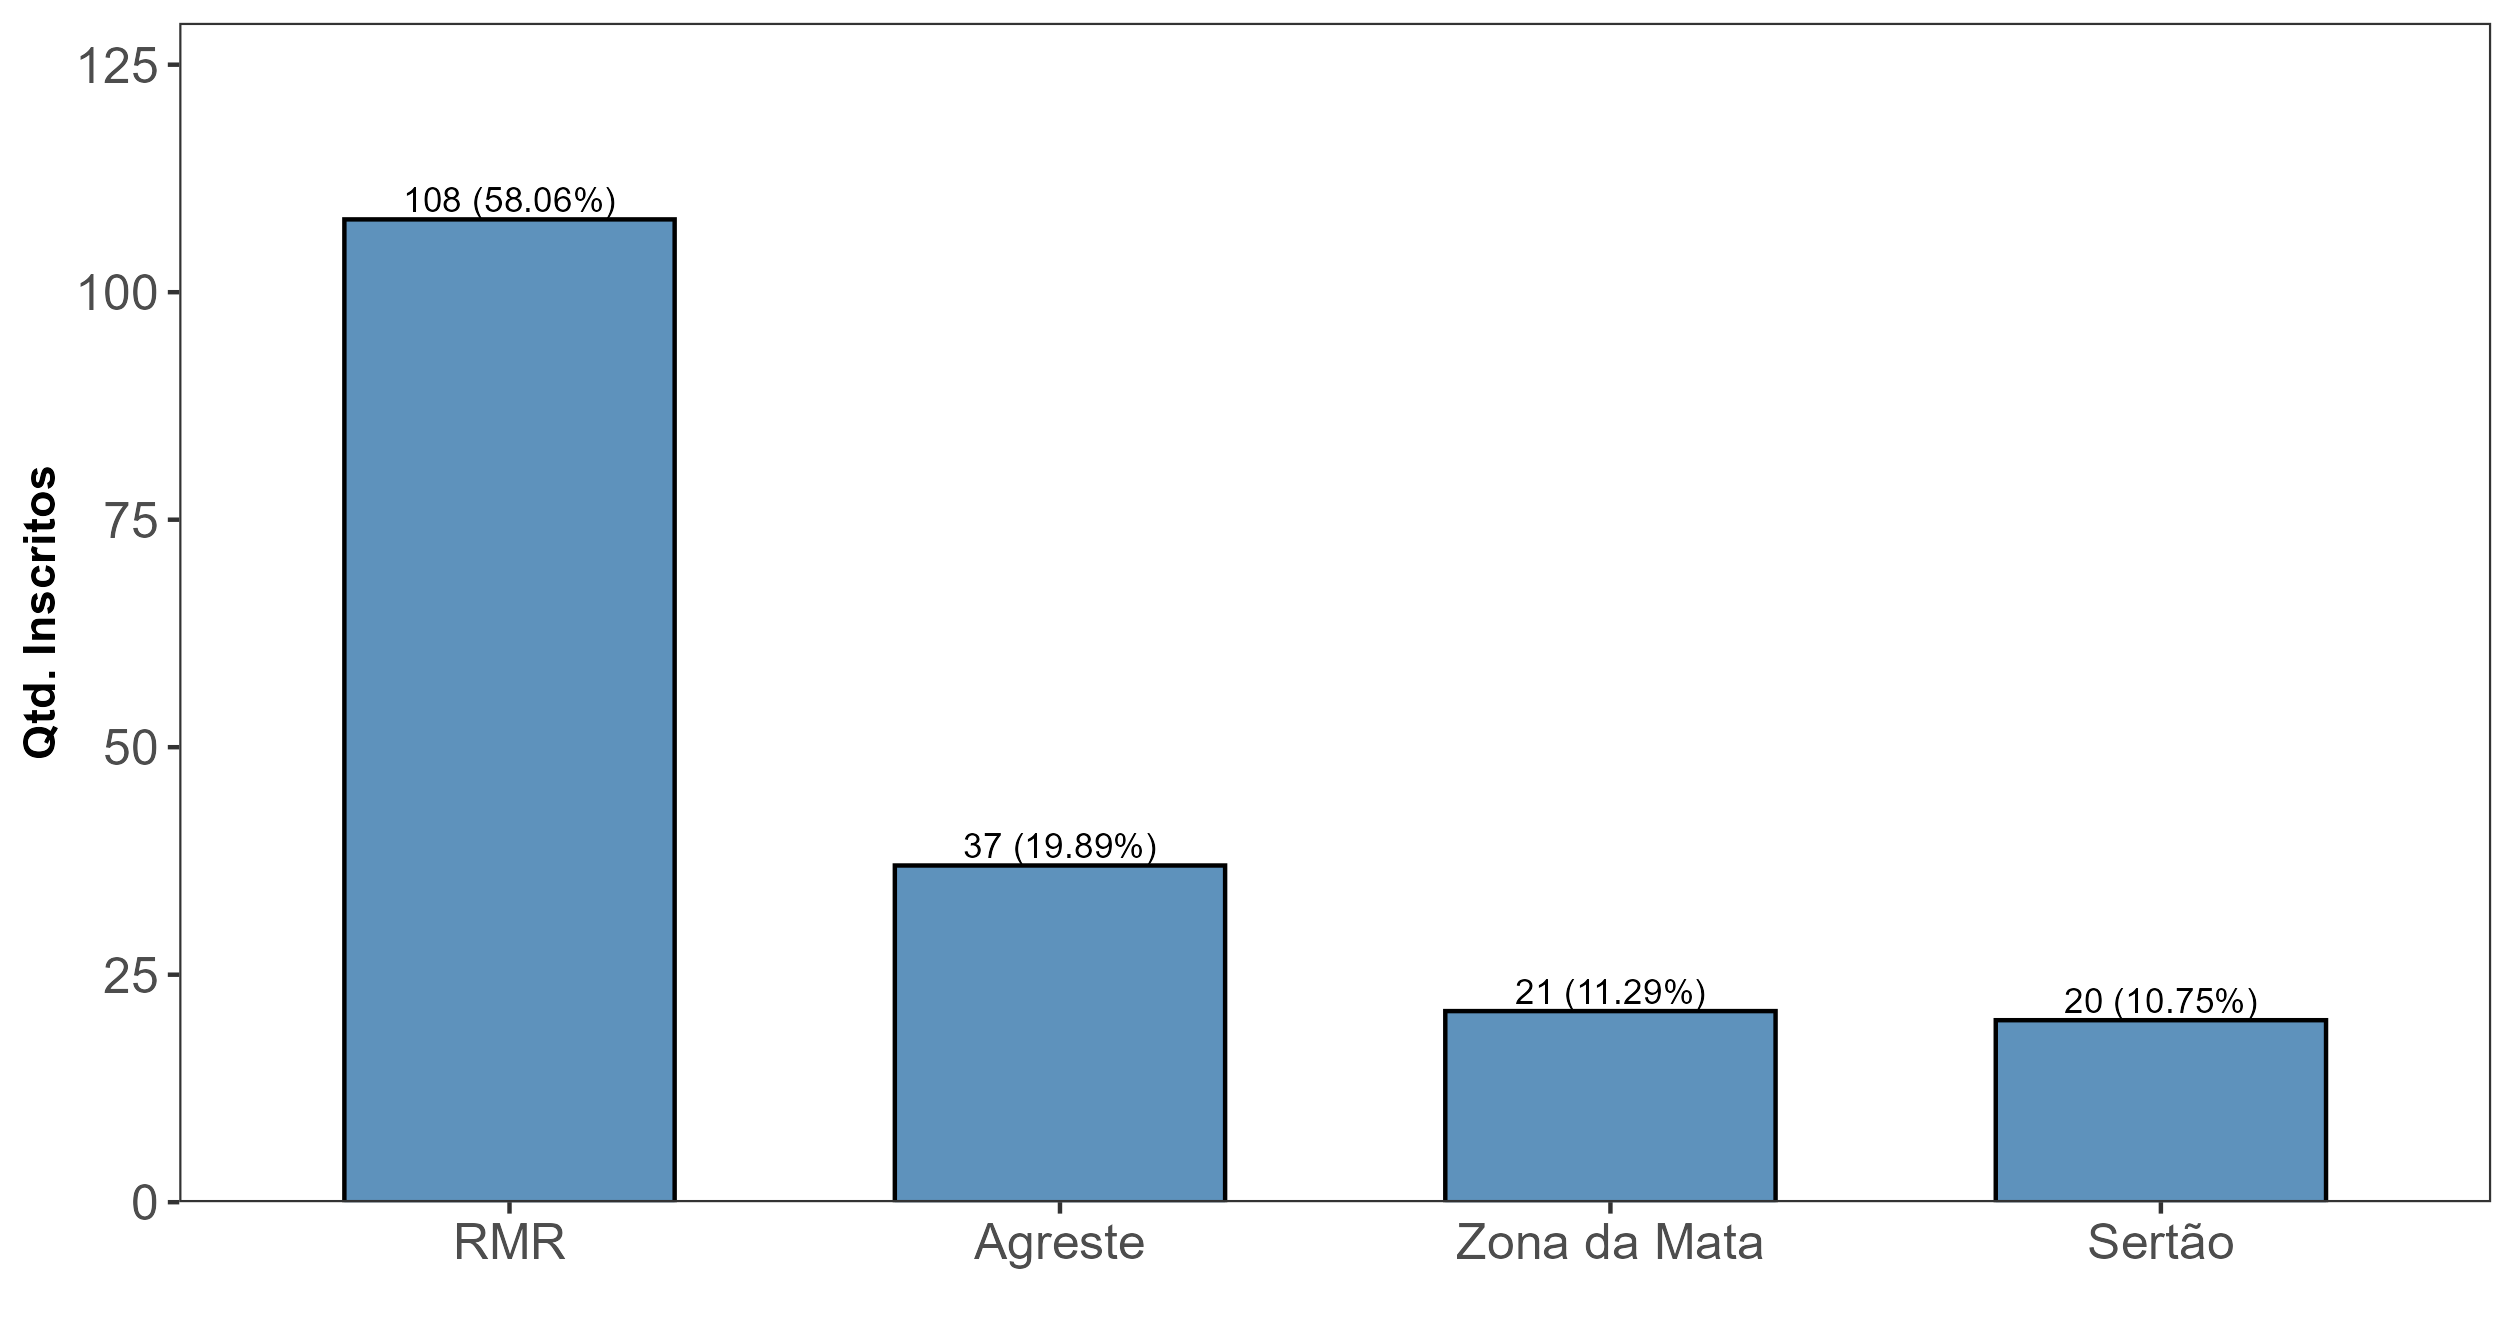 Qtd. Inscritos
125
100
75
50
25
0
108 (58.06%)
37 (19.89%)
21 (11.29%)
20 (10.75%)
RMR
Agreste
Zona da Mata
Sertão